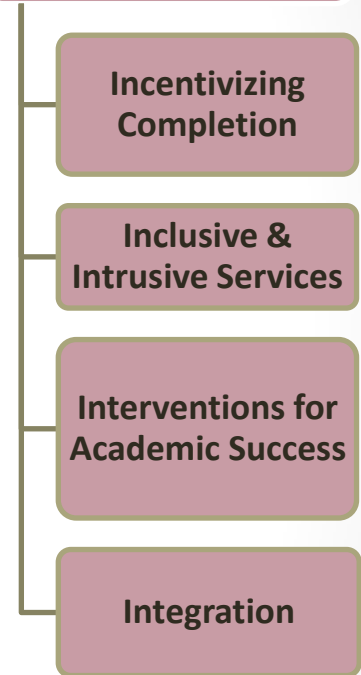 Incentivizing
Completion
Inclusive &
Intrusive Services
Interventions for
Academic Success
Integration